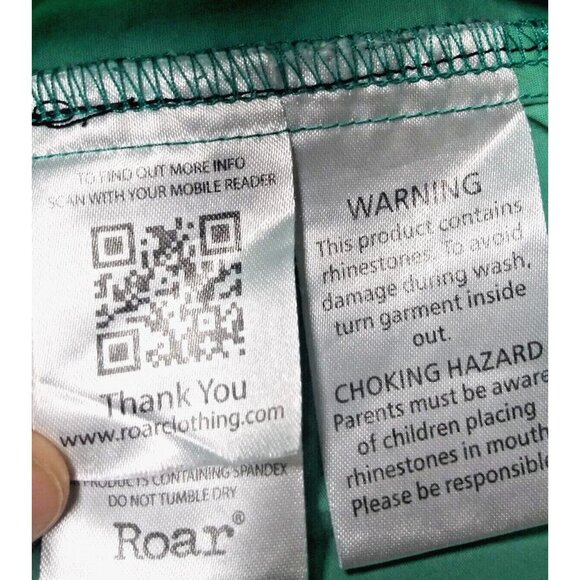 TO FIND OUT MORE INFO
SCAN WITH YOUR MOBILE READER
Thank You
www.roarclothing.com
PRODUCTS CONTAINING SPANDEX
DO NOT TUMBLE DRY
Roar®
WARNING
This product contains
rhinestones. To avoid
damage during wash,
turn garment inside
out.
CHOKING HAZARD
Parents must be aware
of children placing
rhinestones in mouth
Please be responsible